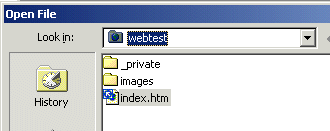 Open File
Look in: webtest
_private
images
index.htm
History